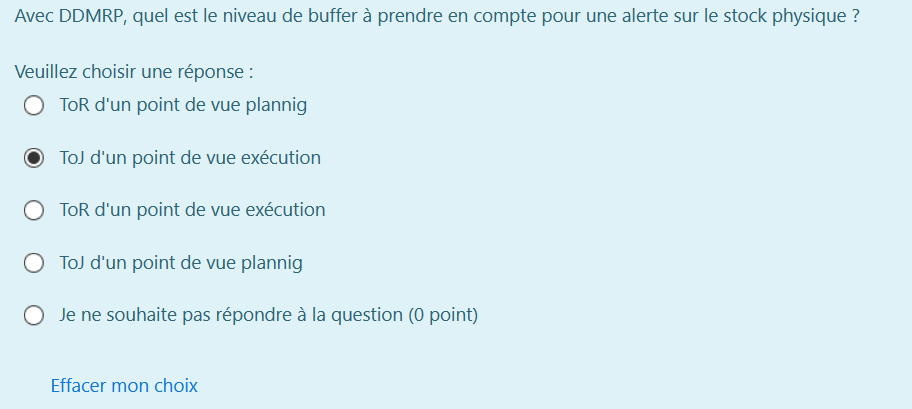 Avec DDMRP, quel est le niveau de buffer à prendre en compte pour une alerte sur le stock physique ?
Veuillez choisir une réponse :
ToR d'un point de vue plannig
ToJ d'un point de vue exécution
ToR d'un point de vue exécution
ToJ d'un point de vue plannig
Je ne souhaite pas répondre à la question (0 point)
Effacer mon choix